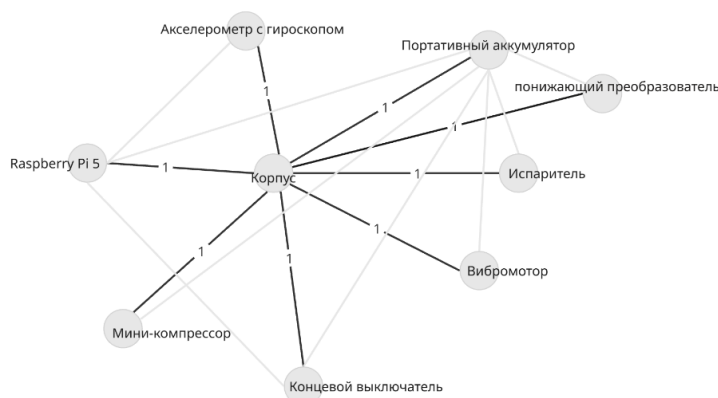 Акселерометр с гироскопом
Портативный аккумулятор
понижающий преобразователь
1
1
1
Raspberry Pi 5
1
Корпус
1
Испаритель
1
1
1
Вибромотор
Мини-компрессор
Концевой выключатель